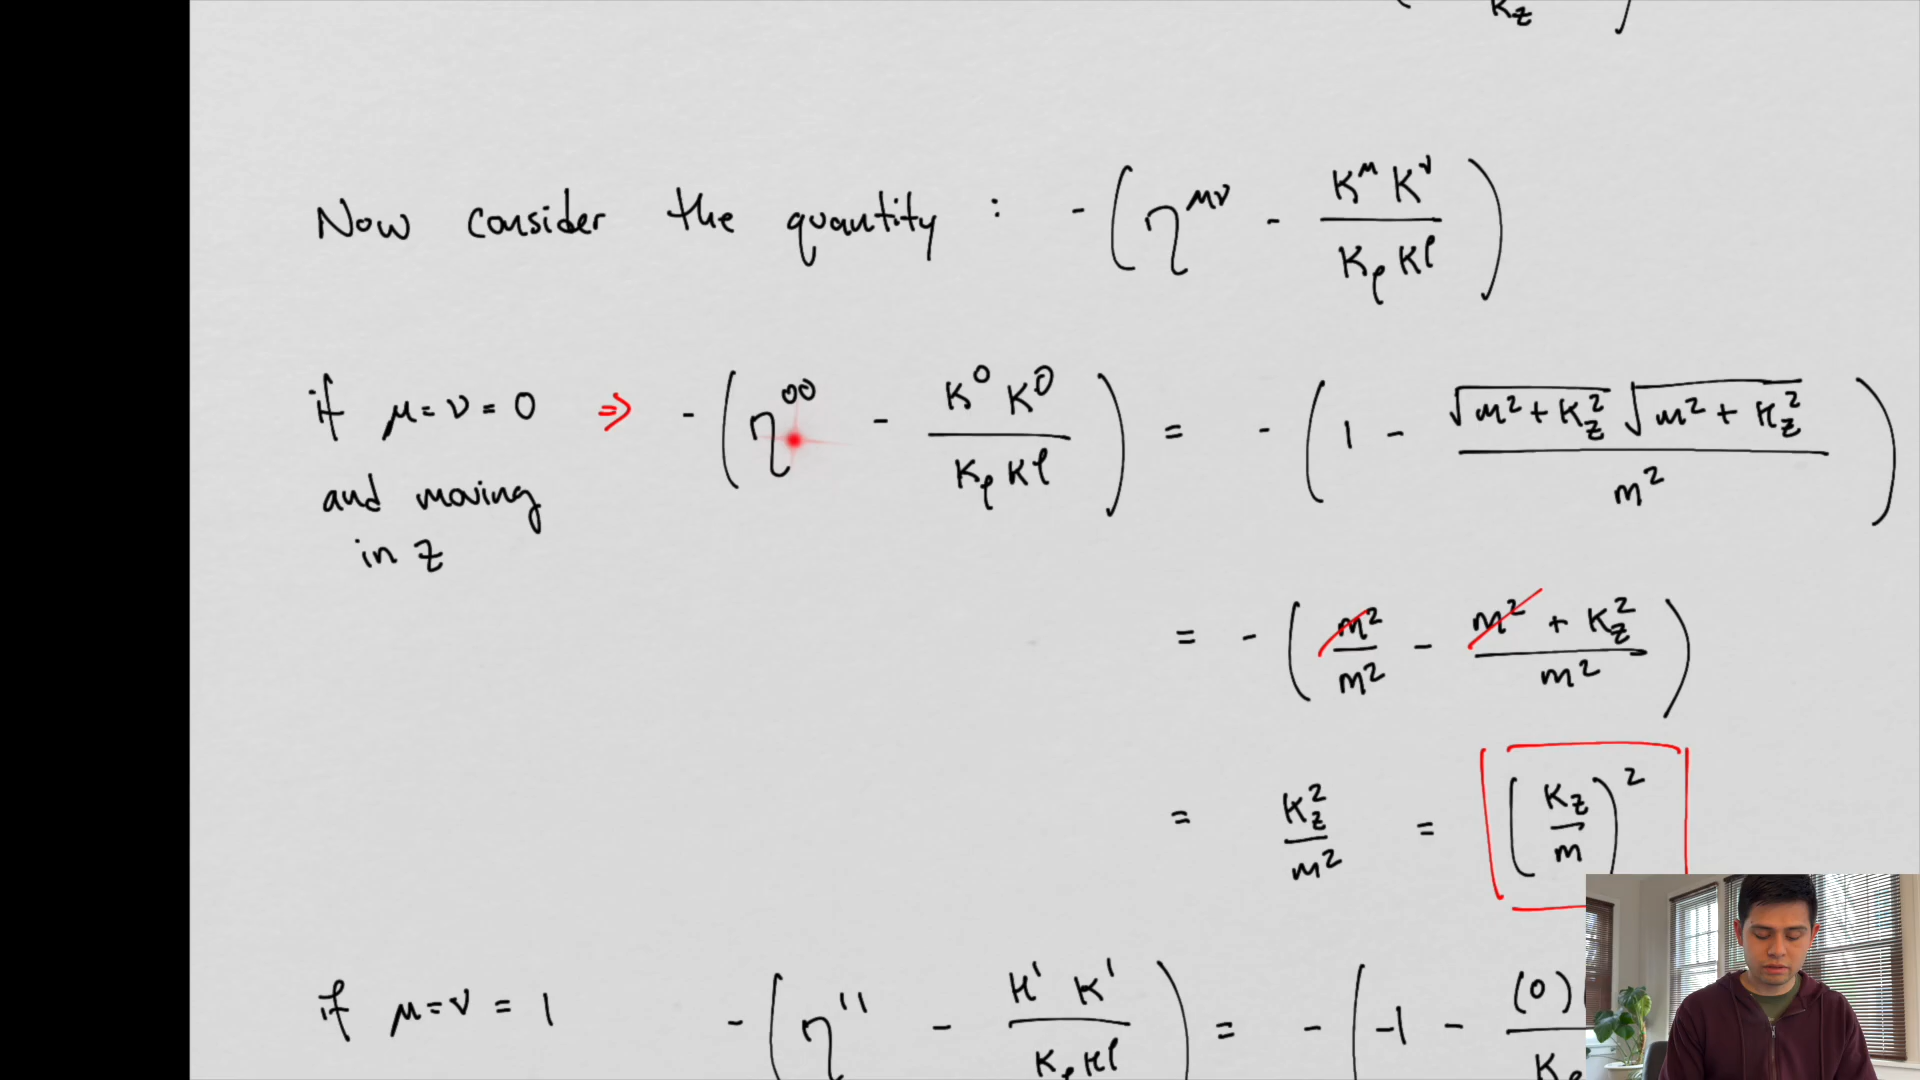 K_z )
Now consider the quantity : - ( η^{μν} - K^μ K^ν / K_ρ K^ρ )
if μ = ν = 0 ⇒ - ( η^{00} - K^0 K^0 / K_ρ K^ρ ) = - ( 1 - √(m² + K_z²) √(m² + K_z²) / m² )
and moving
in z
= - ( m² / m² - m² + K_z² / m² )
= K_z² / m² = ( K_z / m )²
if μ = ν = 1 - ( η^{11} - K^1 K^1 / K_ρ K^ρ ) = - ( -1 - (0)